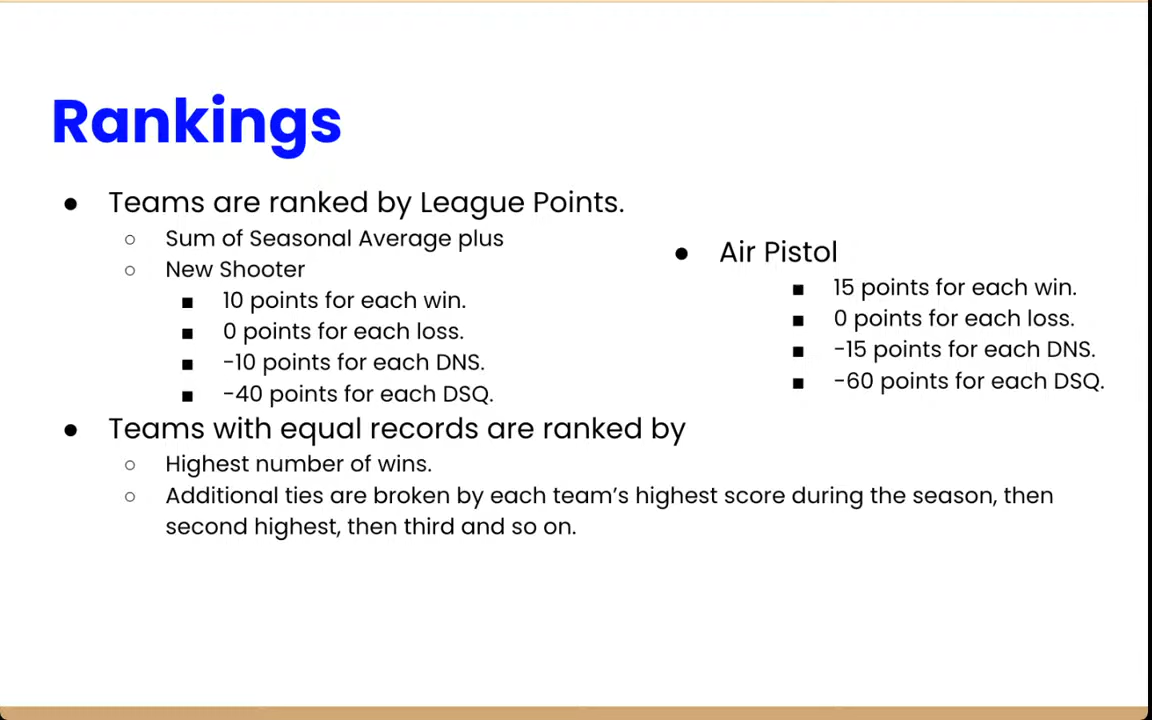 Rankings
● Teams are ranked by League Points.
○ Sum of Seasonal Average plus
○ New Shooter
■ 10 points for each win.
■ 0 points for each loss.
■ -10 points for each DNS.
■ -40 points for each DSQ.
● Air Pistol
■ 15 points for each win.
■ 0 points for each loss.
■ -15 points for each DNS.
■ -60 points for each DSQ.
● Teams with equal records are ranked by
○ Highest number of wins.
○ Additional ties are broken by each team’s highest score during the season, then
second highest, then third and so on.